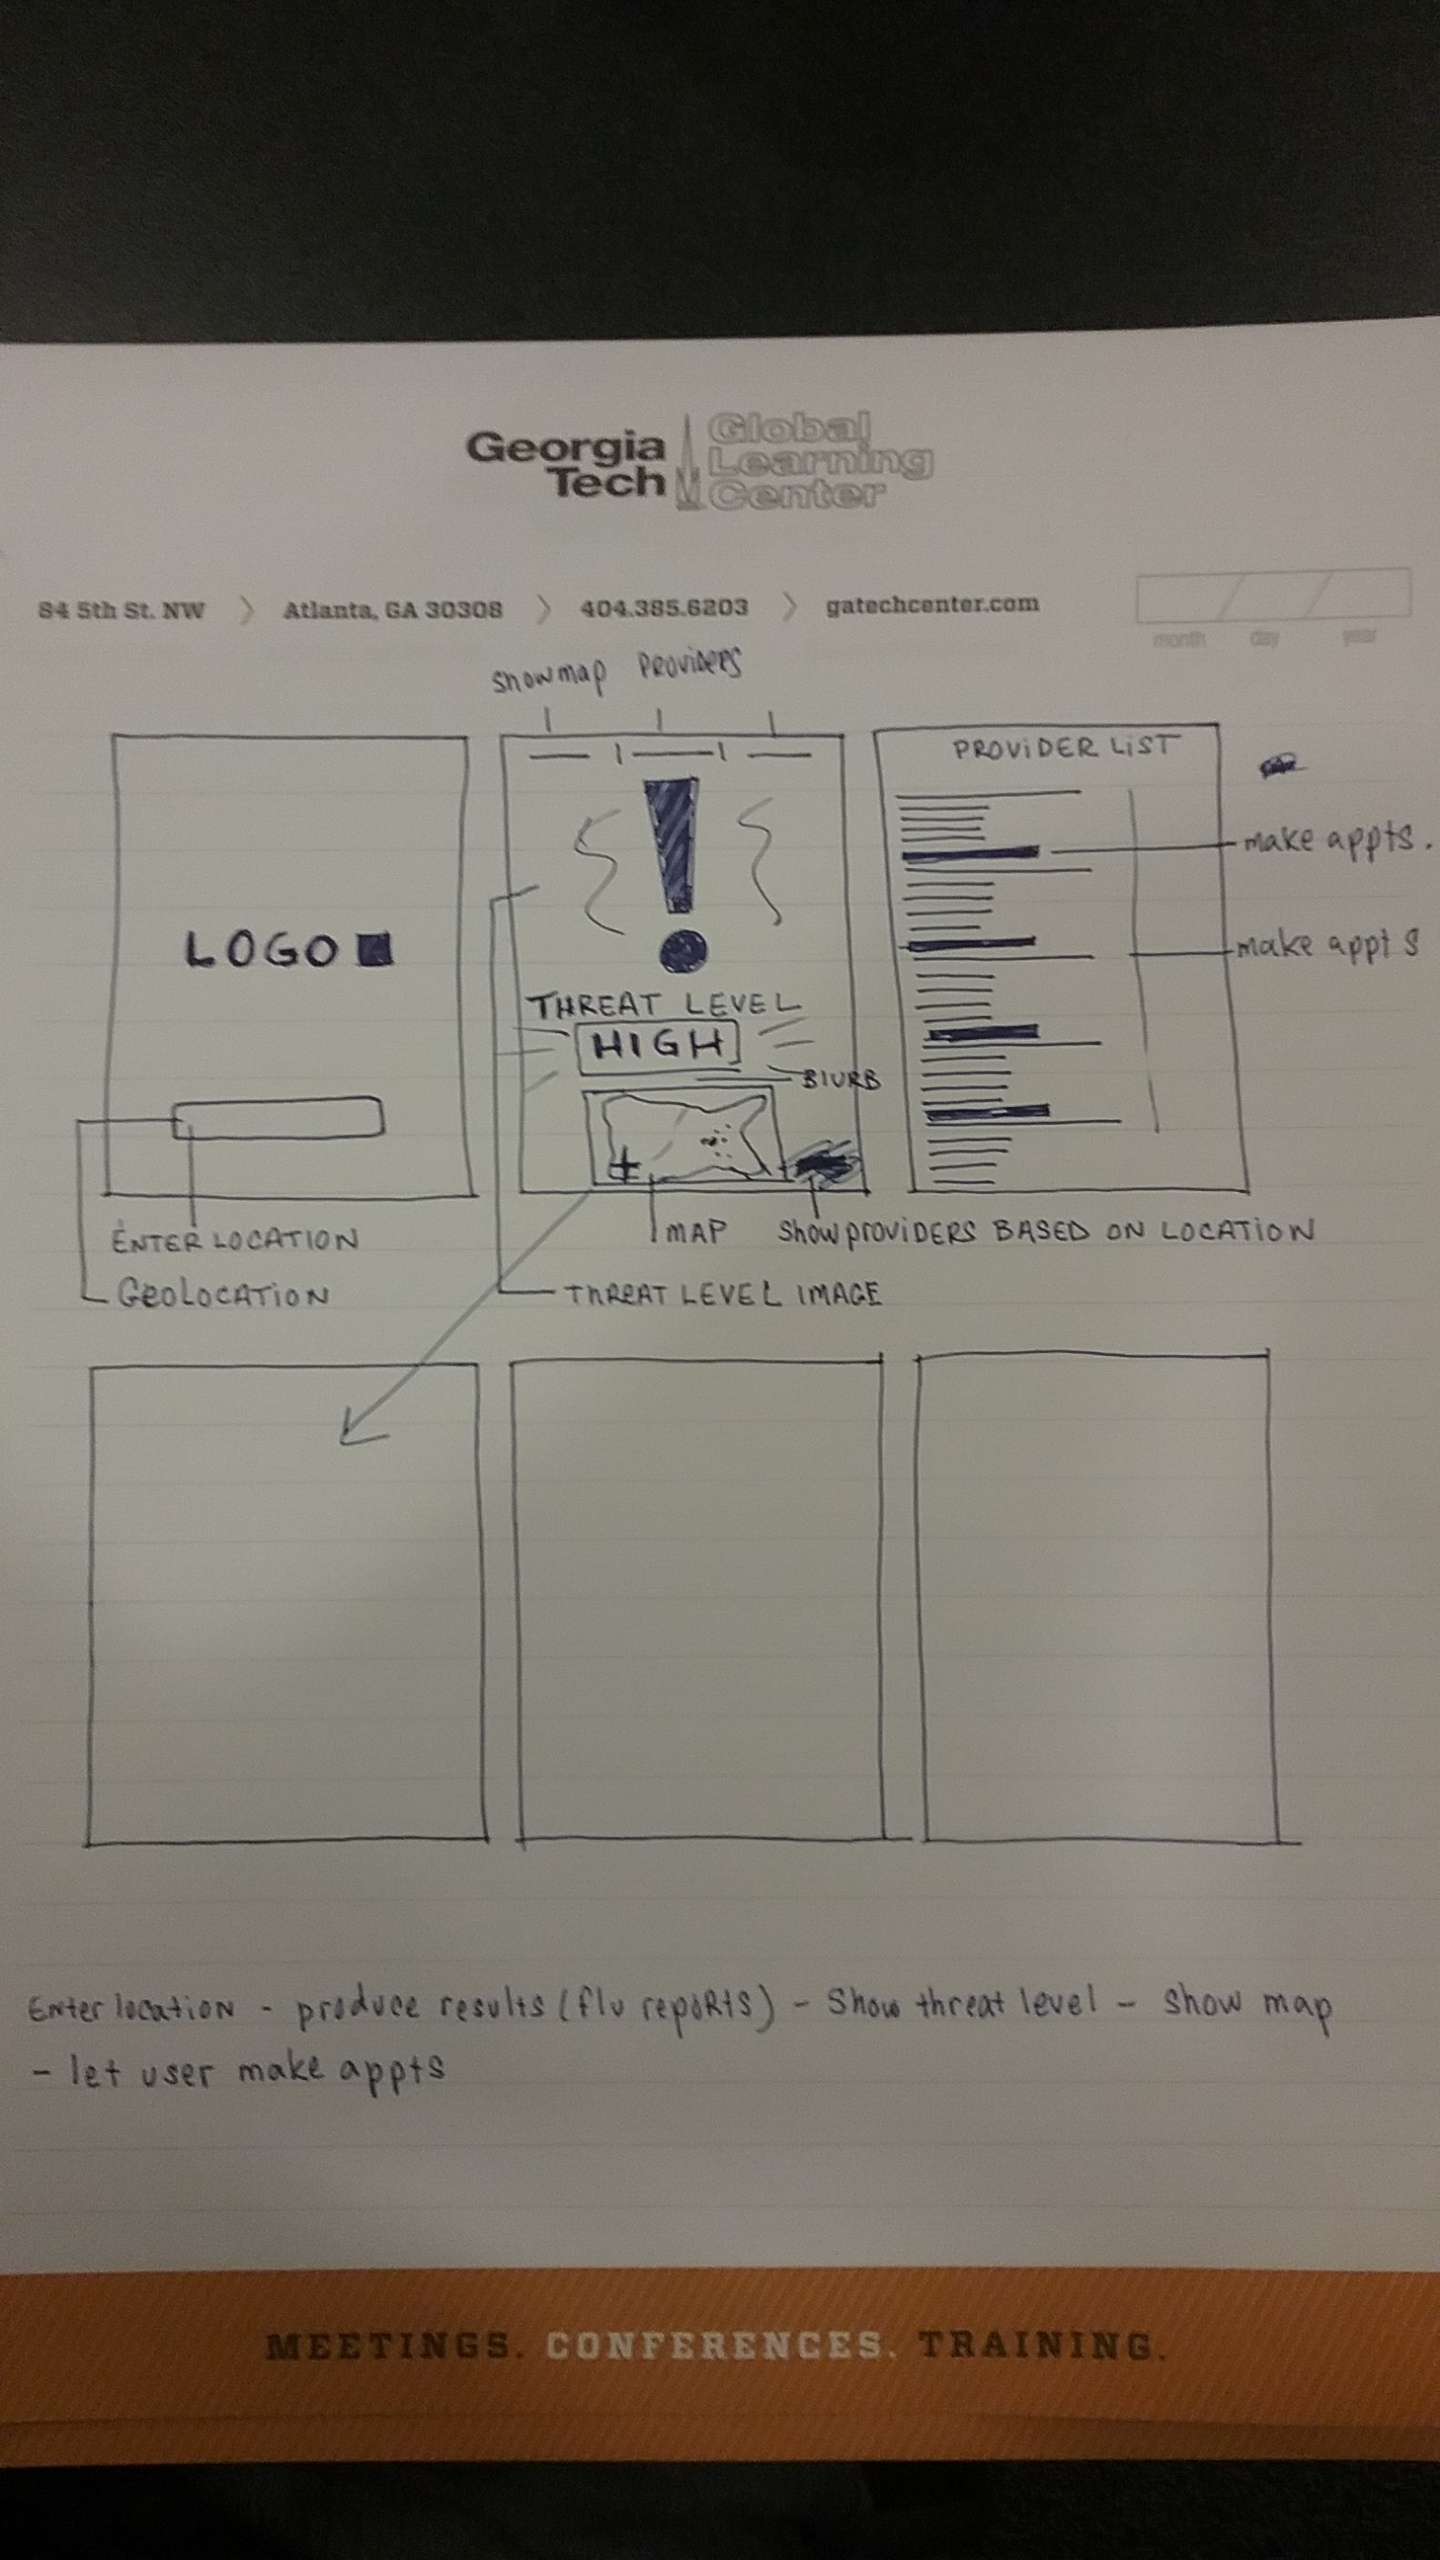 Georgia Tech
Global Learning Center
84 5th St. NW > Atlanta, GA 30308 > 404.385.6203 > gatechcenter.com
month day year
Show map Providers
PROVIDER LIST
make appts.
LOGO
make appts
THREAT LEVEL
HIGH
BLURB
ENTER LOCATION
MAP
Show providers BASED ON LOCATION
GEOLOCATION
THREAT LEVEL IMAGE
Enter location - produce results (flu reports) - Show threat level - Show map
- let user make appts
MEETINGS. CONFERENCES. TRAINING.